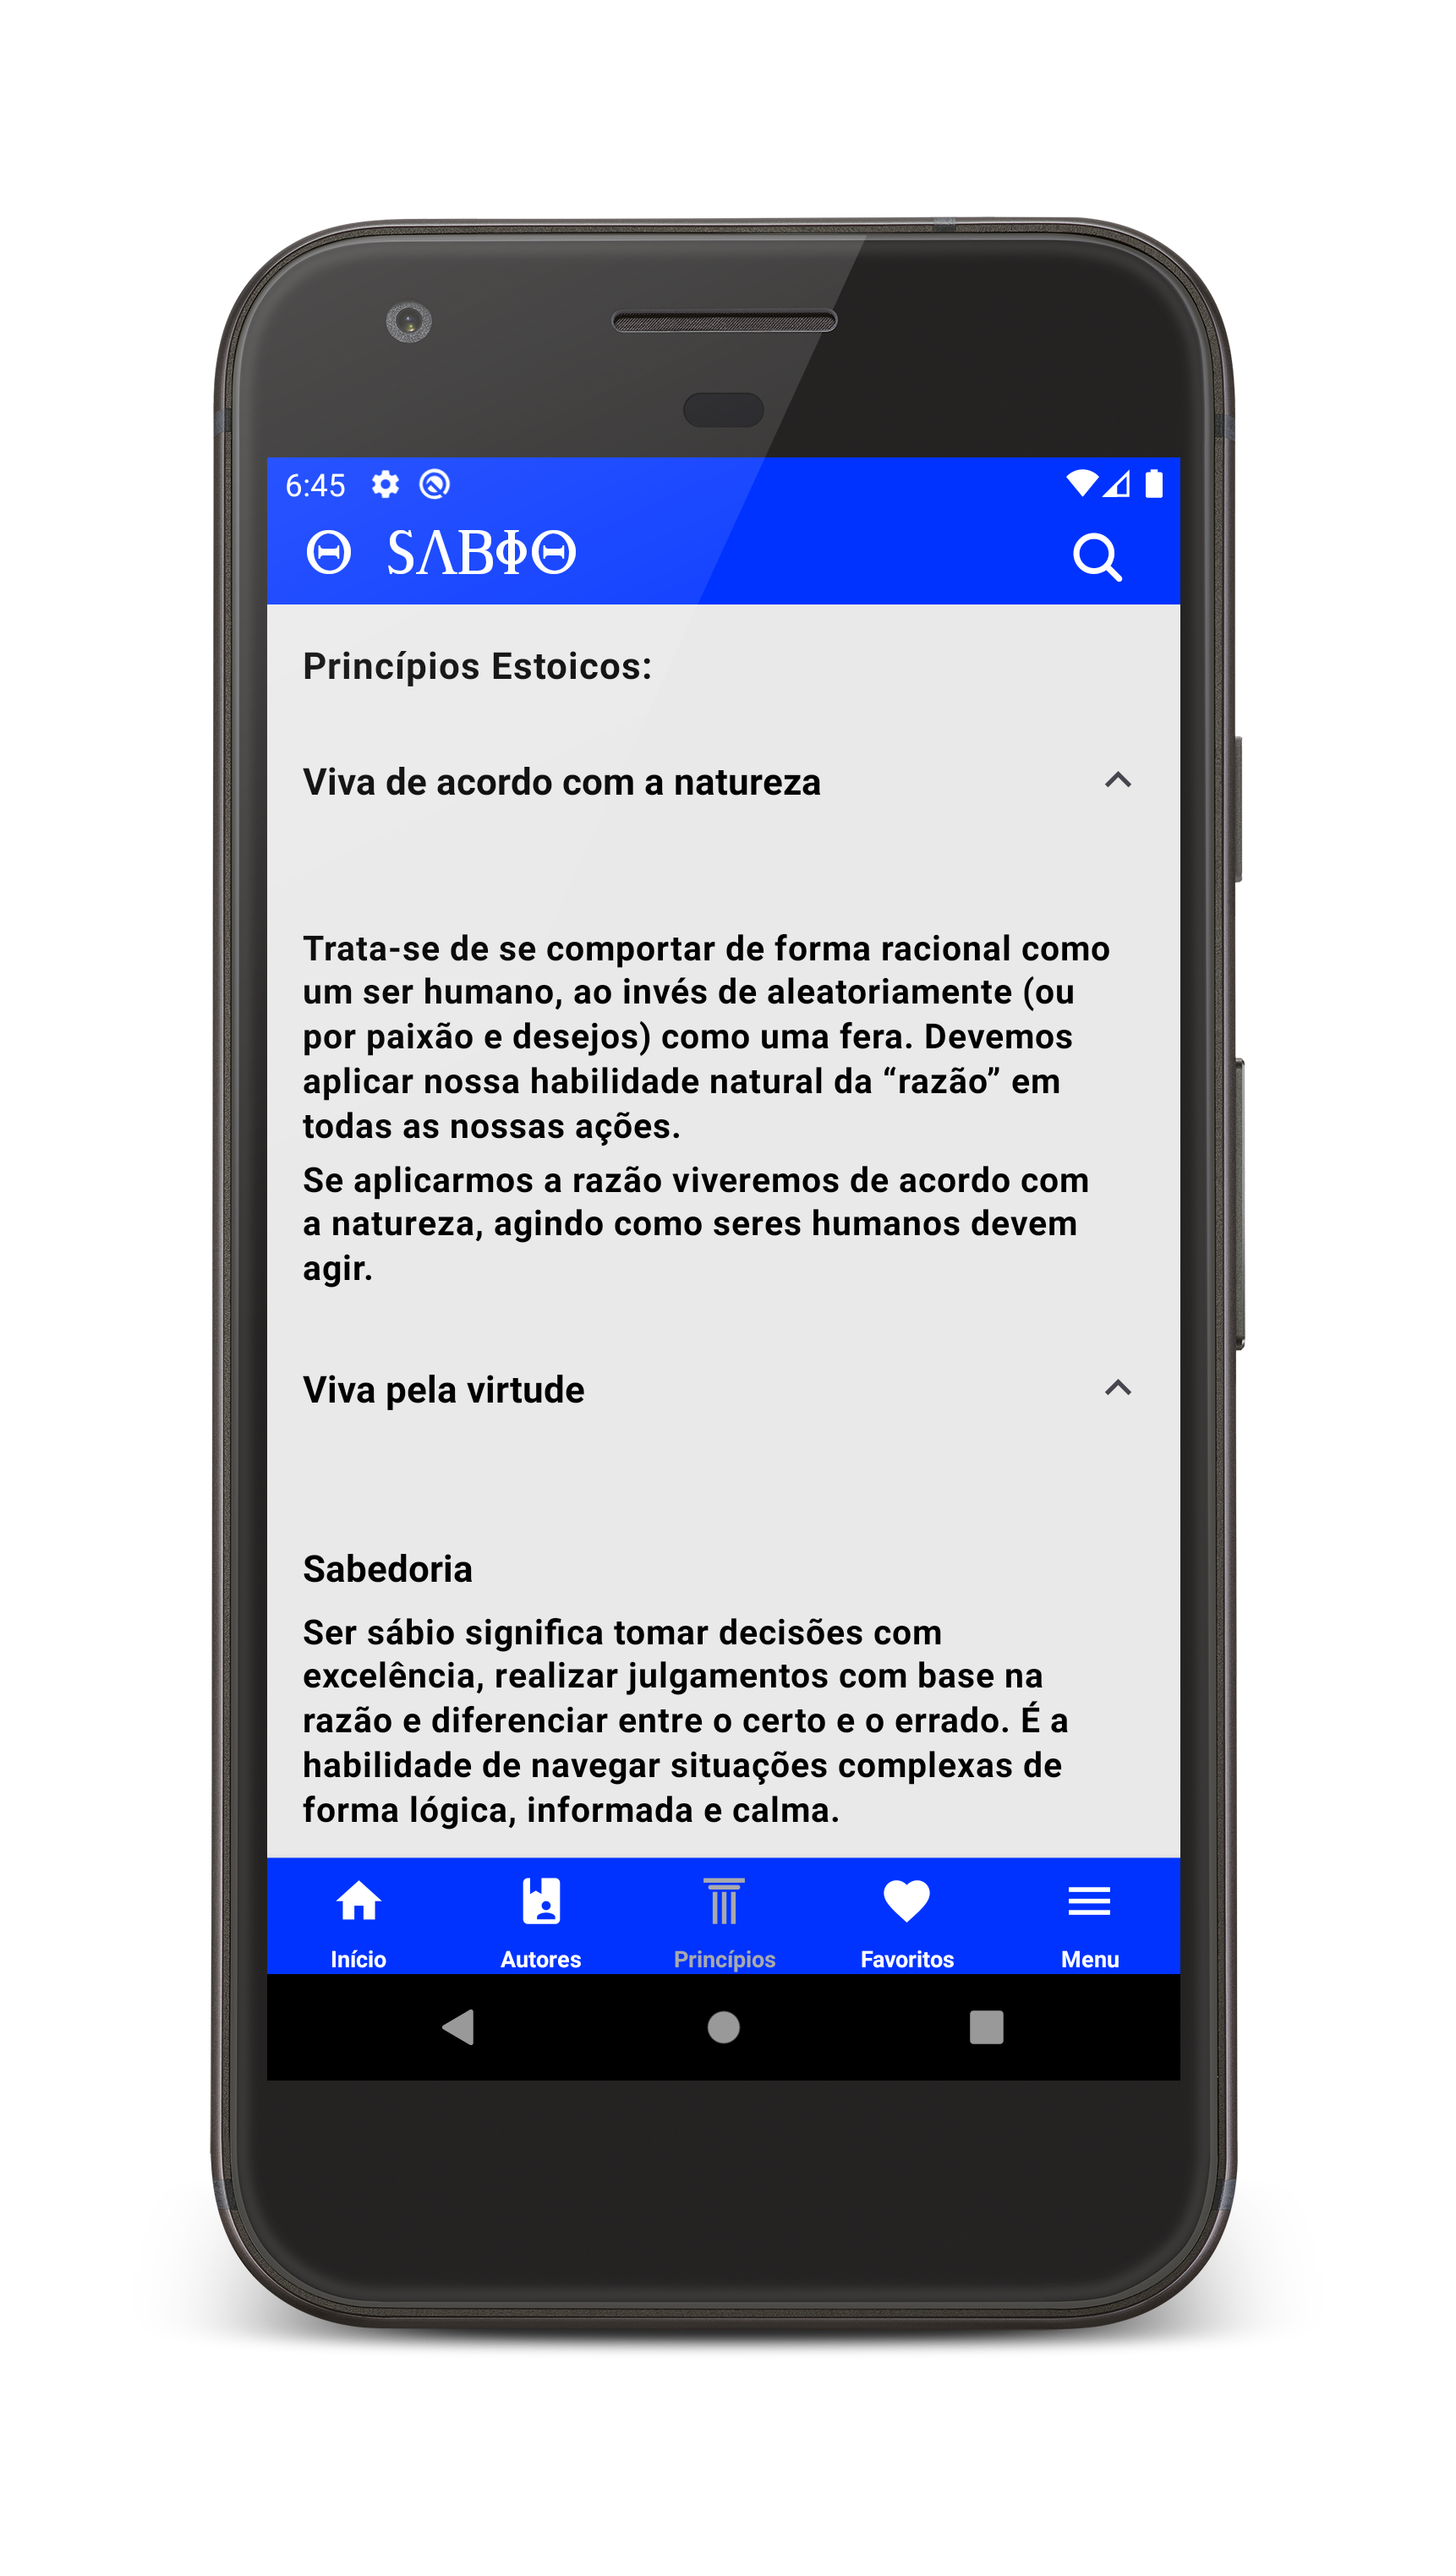 6:45
Θ SΛBΦΘ
Princípios Estoicos:
Viva de acordo com a natureza
Trata-se de se comportar de forma racional como
um ser humano, ao invés de aleatoriamente (ou
por paixão e desejos) como uma fera. Devemos
aplicar nossa habilidade natural da “razão” em
todas as nossas ações.
Se aplicarmos a razão viveremos de acordo com
a natureza, agindo como seres humanos devem
agir.
Viva pela virtude
Sabedoria
Ser sábio significa tomar decisões com
excelência, realizar julgamentos com base na
razão e diferenciar entre o certo e o errado. É a
habilidade de navegar situações complexas de
forma lógica, informada e calma.
Início Autores Princípios Favoritos Menu